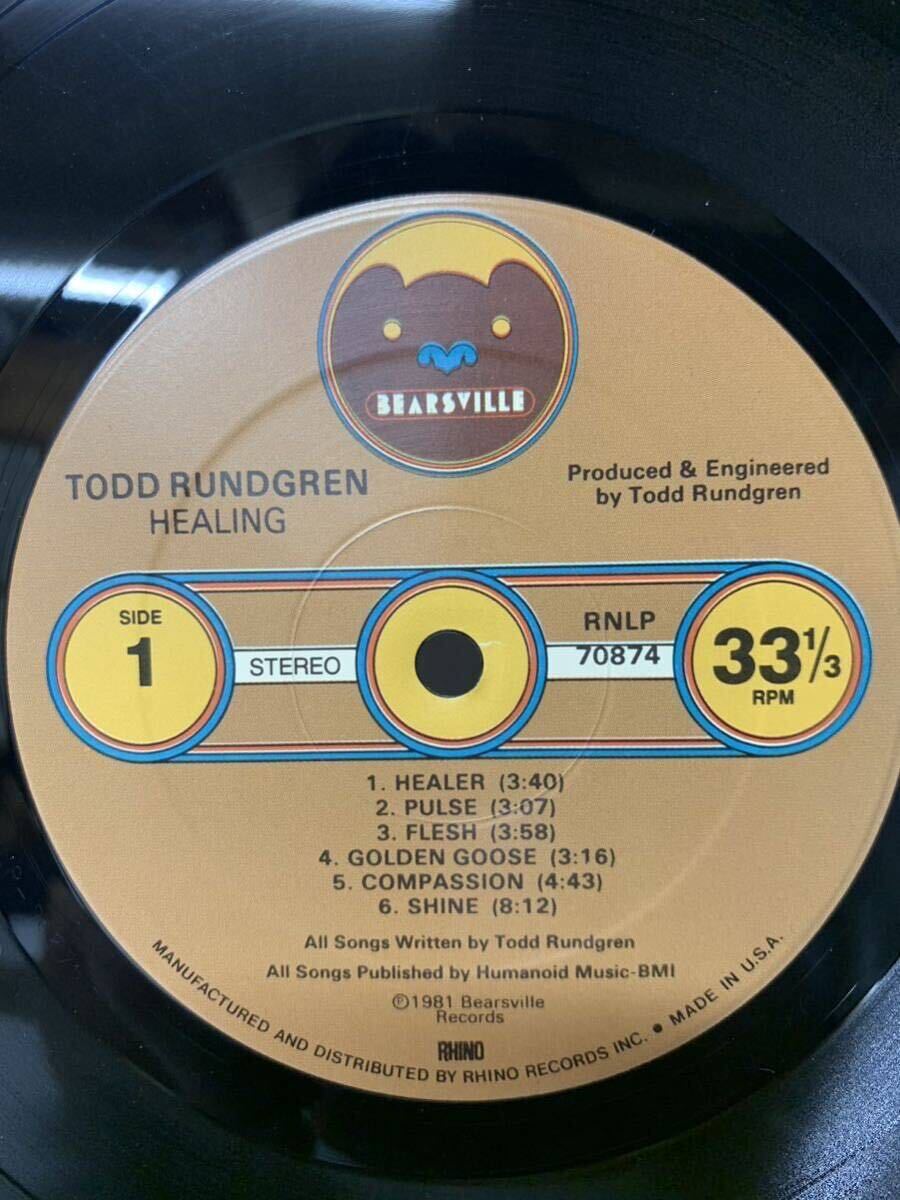 BEARSVILLE
TODD RUNDGREN
HEALING
Produced & Engineered
by Todd Rundgren
SIDE
1
STEREO
RNLP
70874
33 1/3
RPM
1. HEALER (3:40)
2. PULSE (3:07)
3. FLESH (3:58)
4. GOLDEN GOOSE (3:16)
5. COMPASSION (4:43)
6. SHINE (8:12)
All Songs Written by Todd Rundgren
All Songs Published by Humanoid Music-BMI
℗1981 Bearsville
Records
RHINO
MANUFACTURED AND DISTRIBUTED BY RHINO RECORDS INC. • MADE IN U.S.A.